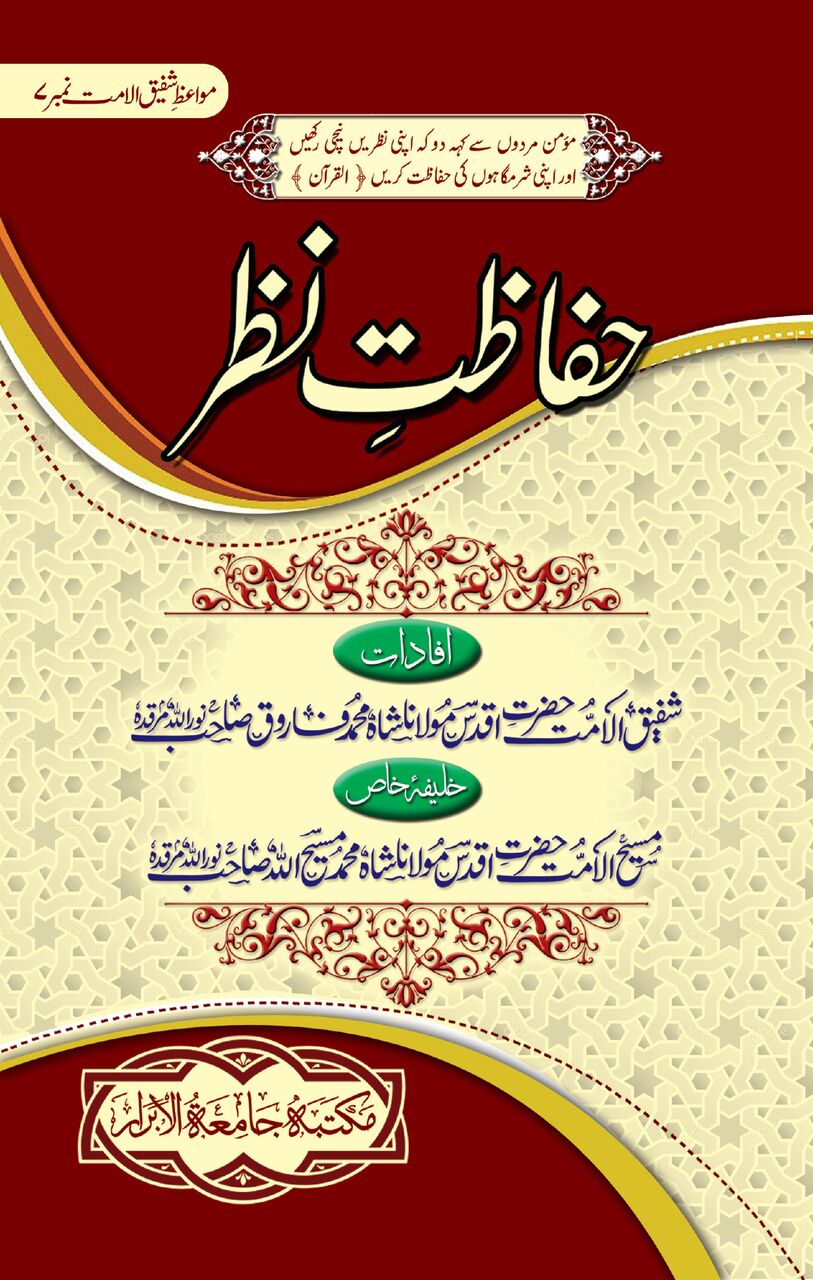 مواعظِ شفیق الامت نمبر ۷
مؤمن مردوں سے کہہ دو کہ اپنی نظریں نیچی رکھیں
اور اپنی شرمگاہوں کی حفاظت کریں ﴿ القرآن ﴾
حفاظتِ نظر
افادات
شفیق الامّت حضرتِ اقدس مولانا شاہ محمد فاروق صاحب نور اللہ مرقدہٗ
خلیفۂ خاص
مسیح الامّت حضرتِ اقدس مولانا شاہ محمد مسیح اللہ صاحب نور اللہ مرقدہٗ
مکتبہ جامعۃ الابرار